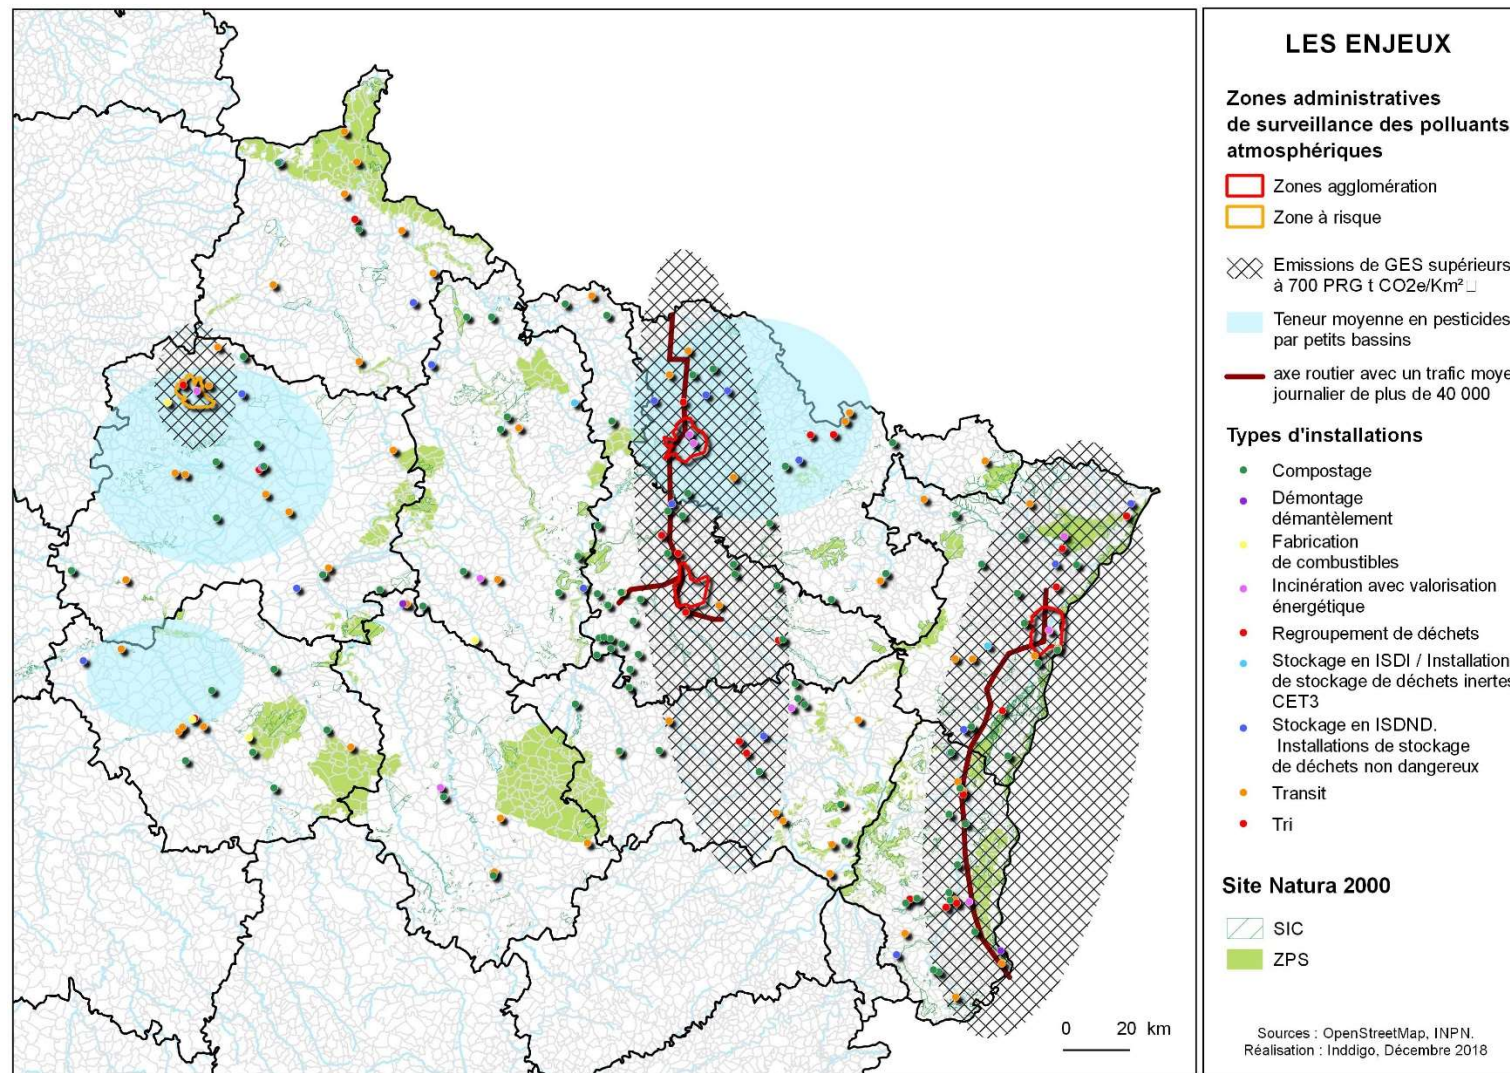 LES ENJEUX
Zones administratives
de surveillance des polluants
atmosphériques
Zones agglomération
Zone à risque
Emissions de GES supérieurs
à 700 PRG t CO2e/Km² □
Teneur moyenne en pesticides
par petits bassins
axe routier avec un trafic moye
journalier de plus de 40 000
Types d'installations
Compostage
Démontage
démantèlement
Fabrication
de combustibles
Incinération avec valorisation
énergétique
Regroupement de déchets
Stockage en ISDI / Installation
de stockage de déchets inertes
CET3
Stockage en ISDND.
Installations de stockage
de déchets non dangereux
Transit
Tri
Site Natura 2000
SIC
ZPS
0 20 km
Sources : OpenStreetMap, INPN.
Réalisation : Inddigo, Décembre 2018